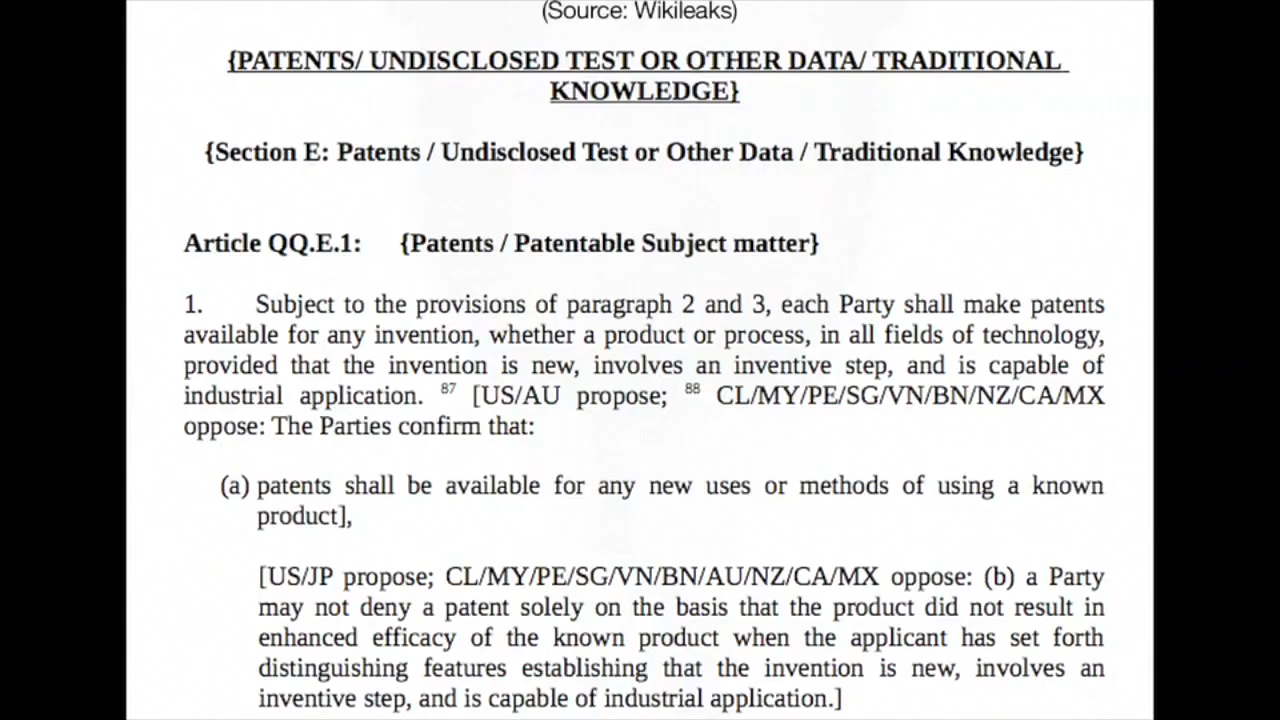 (Source: Wikileaks)
{PATENTS/ UNDISCLOSED TEST OR OTHER DATA/ TRADITIONAL
KNOWLEDGE}
{Section E: Patents / Undisclosed Test or Other Data / Traditional Knowledge}
Article QQ.E.1: {Patents / Patentable Subject matter}
1. Subject to the provisions of paragraph 2 and 3, each Party shall make patents
available for any invention, whether a product or process, in all fields of technology,
provided that the invention is new, involves an inventive step, and is capable of
industrial application. 87 [US/AU propose; 88 CL/MY/PE/SG/VN/BN/NZ/CA/MX
oppose: The Parties confirm that:
(a) patents shall be available for any new uses or methods of using a known
product],
[US/JP propose; CL/MY/PE/SG/VN/BN/AU/NZ/CA/MX oppose: (b) a Party
may not deny a patent solely on the basis that the product did not result in
enhanced efficacy of the known product when the applicant has set forth
distinguishing features establishing that the invention is new, involves an
inventive step, and is capable of industrial application.]